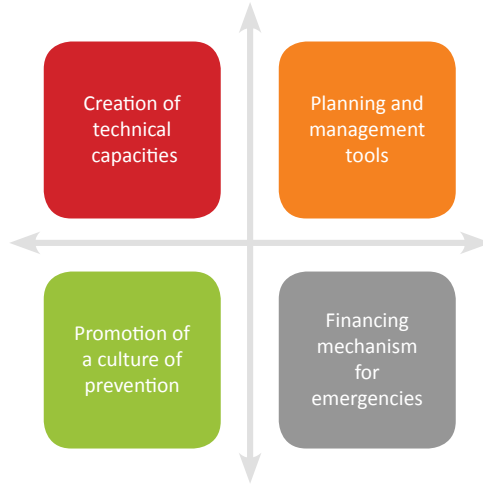 Creation of
technical
capacities
Planning and
management
tools
Promotion of
a culture of
prevention
Financing
mechanism
for
emergencies